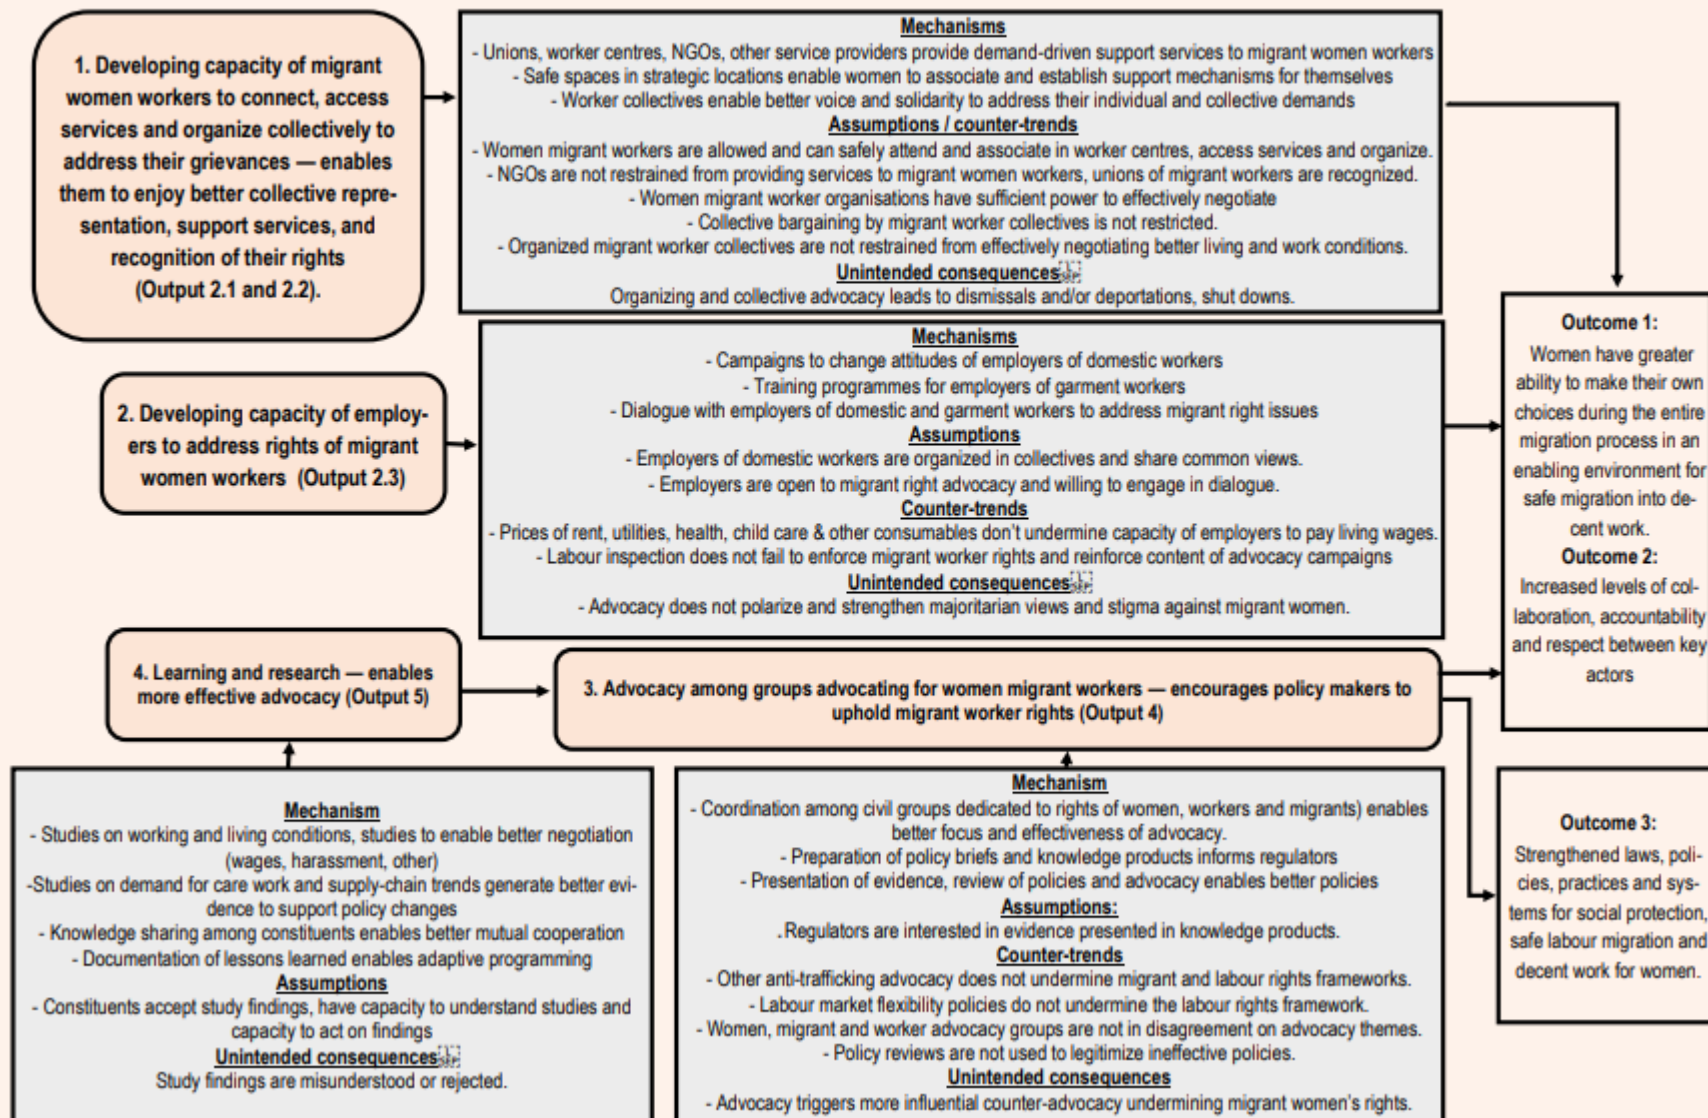 1. Developing capacity of migrant
women workers to connect, access
services and organize collectively to
address their grievances — enables
them to enjoy better collective repre-
sentation, support services, and
recognition of their rights
(Output 2.1 and 2.2).
Mechanisms
- Unions, worker centres, NGOs, other service providers provide demand-driven support services to migrant women workers
- Safe spaces in strategic locations enable women to associate and establish support mechanisms for themselves
- Worker collectives enable better voice and solidarity to address their individual and collective demands
Assumptions / counter-trends
- Women migrant workers are allowed and can safely attend and associate in worker centres, access services and organize.
- NGOs are not restrained from providing services to migrant women workers, unions of migrant workers are recognized.
- Women migrant worker organisations have sufficient power to effectively negotiate
- Collective bargaining by migrant worker collectives is not restricted.
- Organized migrant worker collectives are not restrained from effectively negotiating better living and work conditions.
Unintended consequences
Organizing and collective advocacy leads to dismissals and/or deportations, shut downs.
2. Developing capacity of employ-
ers to address rights of migrant
women workers (Output 2.3)
Mechanisms
- Campaigns to change attitudes of employers of domestic workers
- Training programmes for employers of garment workers
- Dialogue with employers of domestic and garment workers to address migrant right issues
Assumptions
- Employers of domestic workers are organized in collectives and share common views.
- Employers are open to migrant right advocacy and willing to engage in dialogue.
Counter-trends
- Prices of rent, utilities, health, child care & other consumables don't undermine capacity of employers to pay living wages.
- Labour inspection does not fail to enforce migrant worker rights and reinforce content of advocacy campaigns
Unintended consequences
- Advocacy does not polarize and strengthen majoritarian views and stigma against migrant women.
Outcome 1:
Women have greater
ability to make their own
choices during the entire
migration process in an
enabling environment for
safe migration into de-
cent work.
Outcome 2:
Increased levels of col-
laboration, accountability
and respect between key
actors
4. Learning and research — enables
more effective advocacy (Output 5)
3. Advocacy among groups advocating for women migrant workers — encourages policy makers to
uphold migrant worker rights (Output 4)
Mechanism
- Studies on working and living conditions, studies to enable better negotiation
(wages, harassment, other)
-Studies on demand for care work and supply-chain trends generate better evi-
dence to support policy changes
- Knowledge sharing among constituents enables better mutual cooperation
- Documentation of lessons learned enables adaptive programming
Assumptions
- Constituents accept study findings, have capacity to understand studies and
capacity to act on findings
Unintended consequences
Study findings are misunderstood or rejected.
Mechanism
- Coordination among civil groups dedicated to rights of women, workers and migrants) enables
better focus and effectiveness of advocacy.
- Preparation of policy briefs and knowledge products informs regulators
- Presentation of evidence, review of policies and advocacy enables better policies
Assumptions:
. Regulators are interested in evidence presented in knowledge products.
Counter-trends
- Other anti-trafficking advocacy does not undermine migrant and labour rights frameworks.
- Labour market flexibility policies do not undermine the labour rights framework.
- Women, migrant and worker advocacy groups are not in disagreement on advocacy themes.
- Policy reviews are not used to legitimize ineffective policies.
Unintended consequences
- Advocacy triggers more influential counter-advocacy undermining migrant women's rights.
Outcome 3:
Strengthened laws, poli-
cies, practices and sys-
tems for social protection,
safe labour migration and
decent work for women.